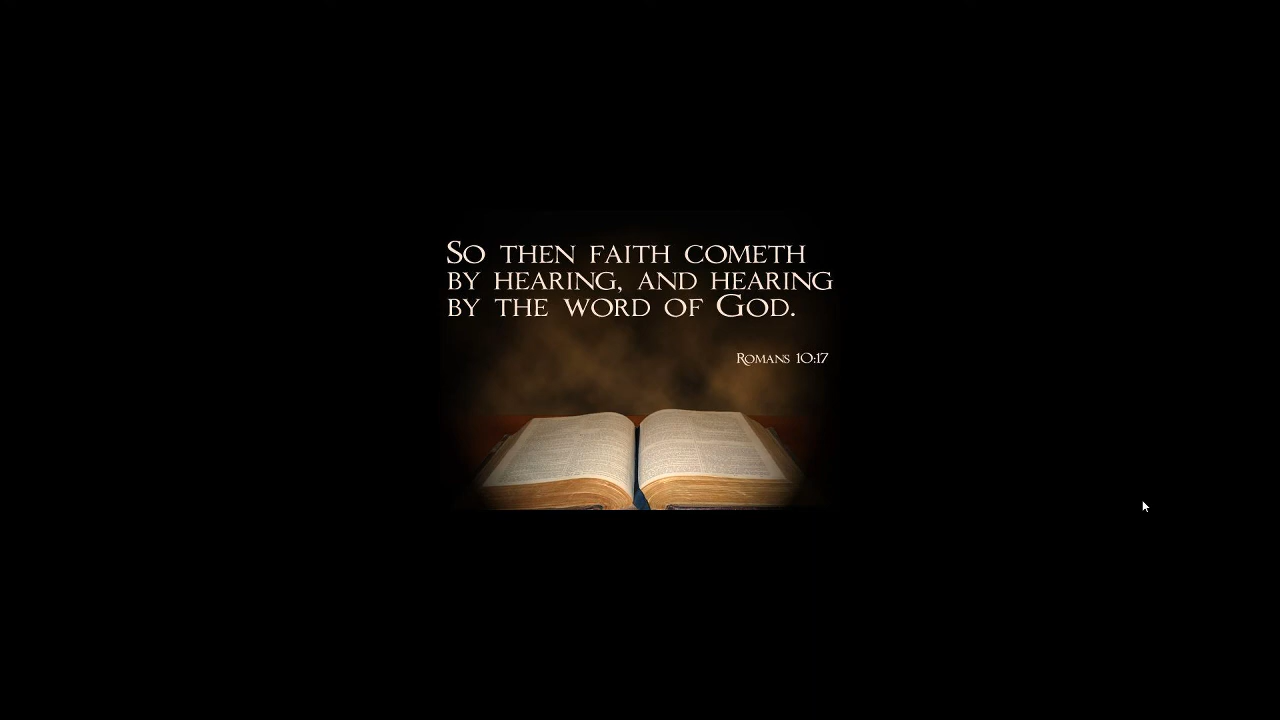 So then faith cometh
by hearing, and hearing
by the word of God.
Romans 10:17